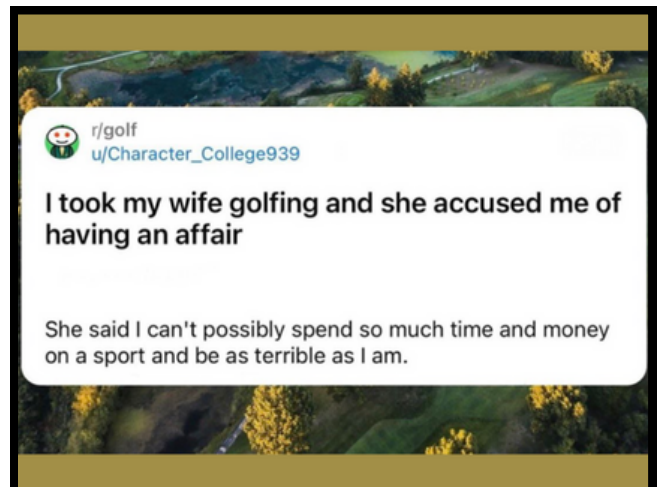 r/golf
u/Character_College939
I took my wife golfing and she accused me of
having an affair
She said I can't possibly spend so much time and money
on a sport and be as terrible as I am.